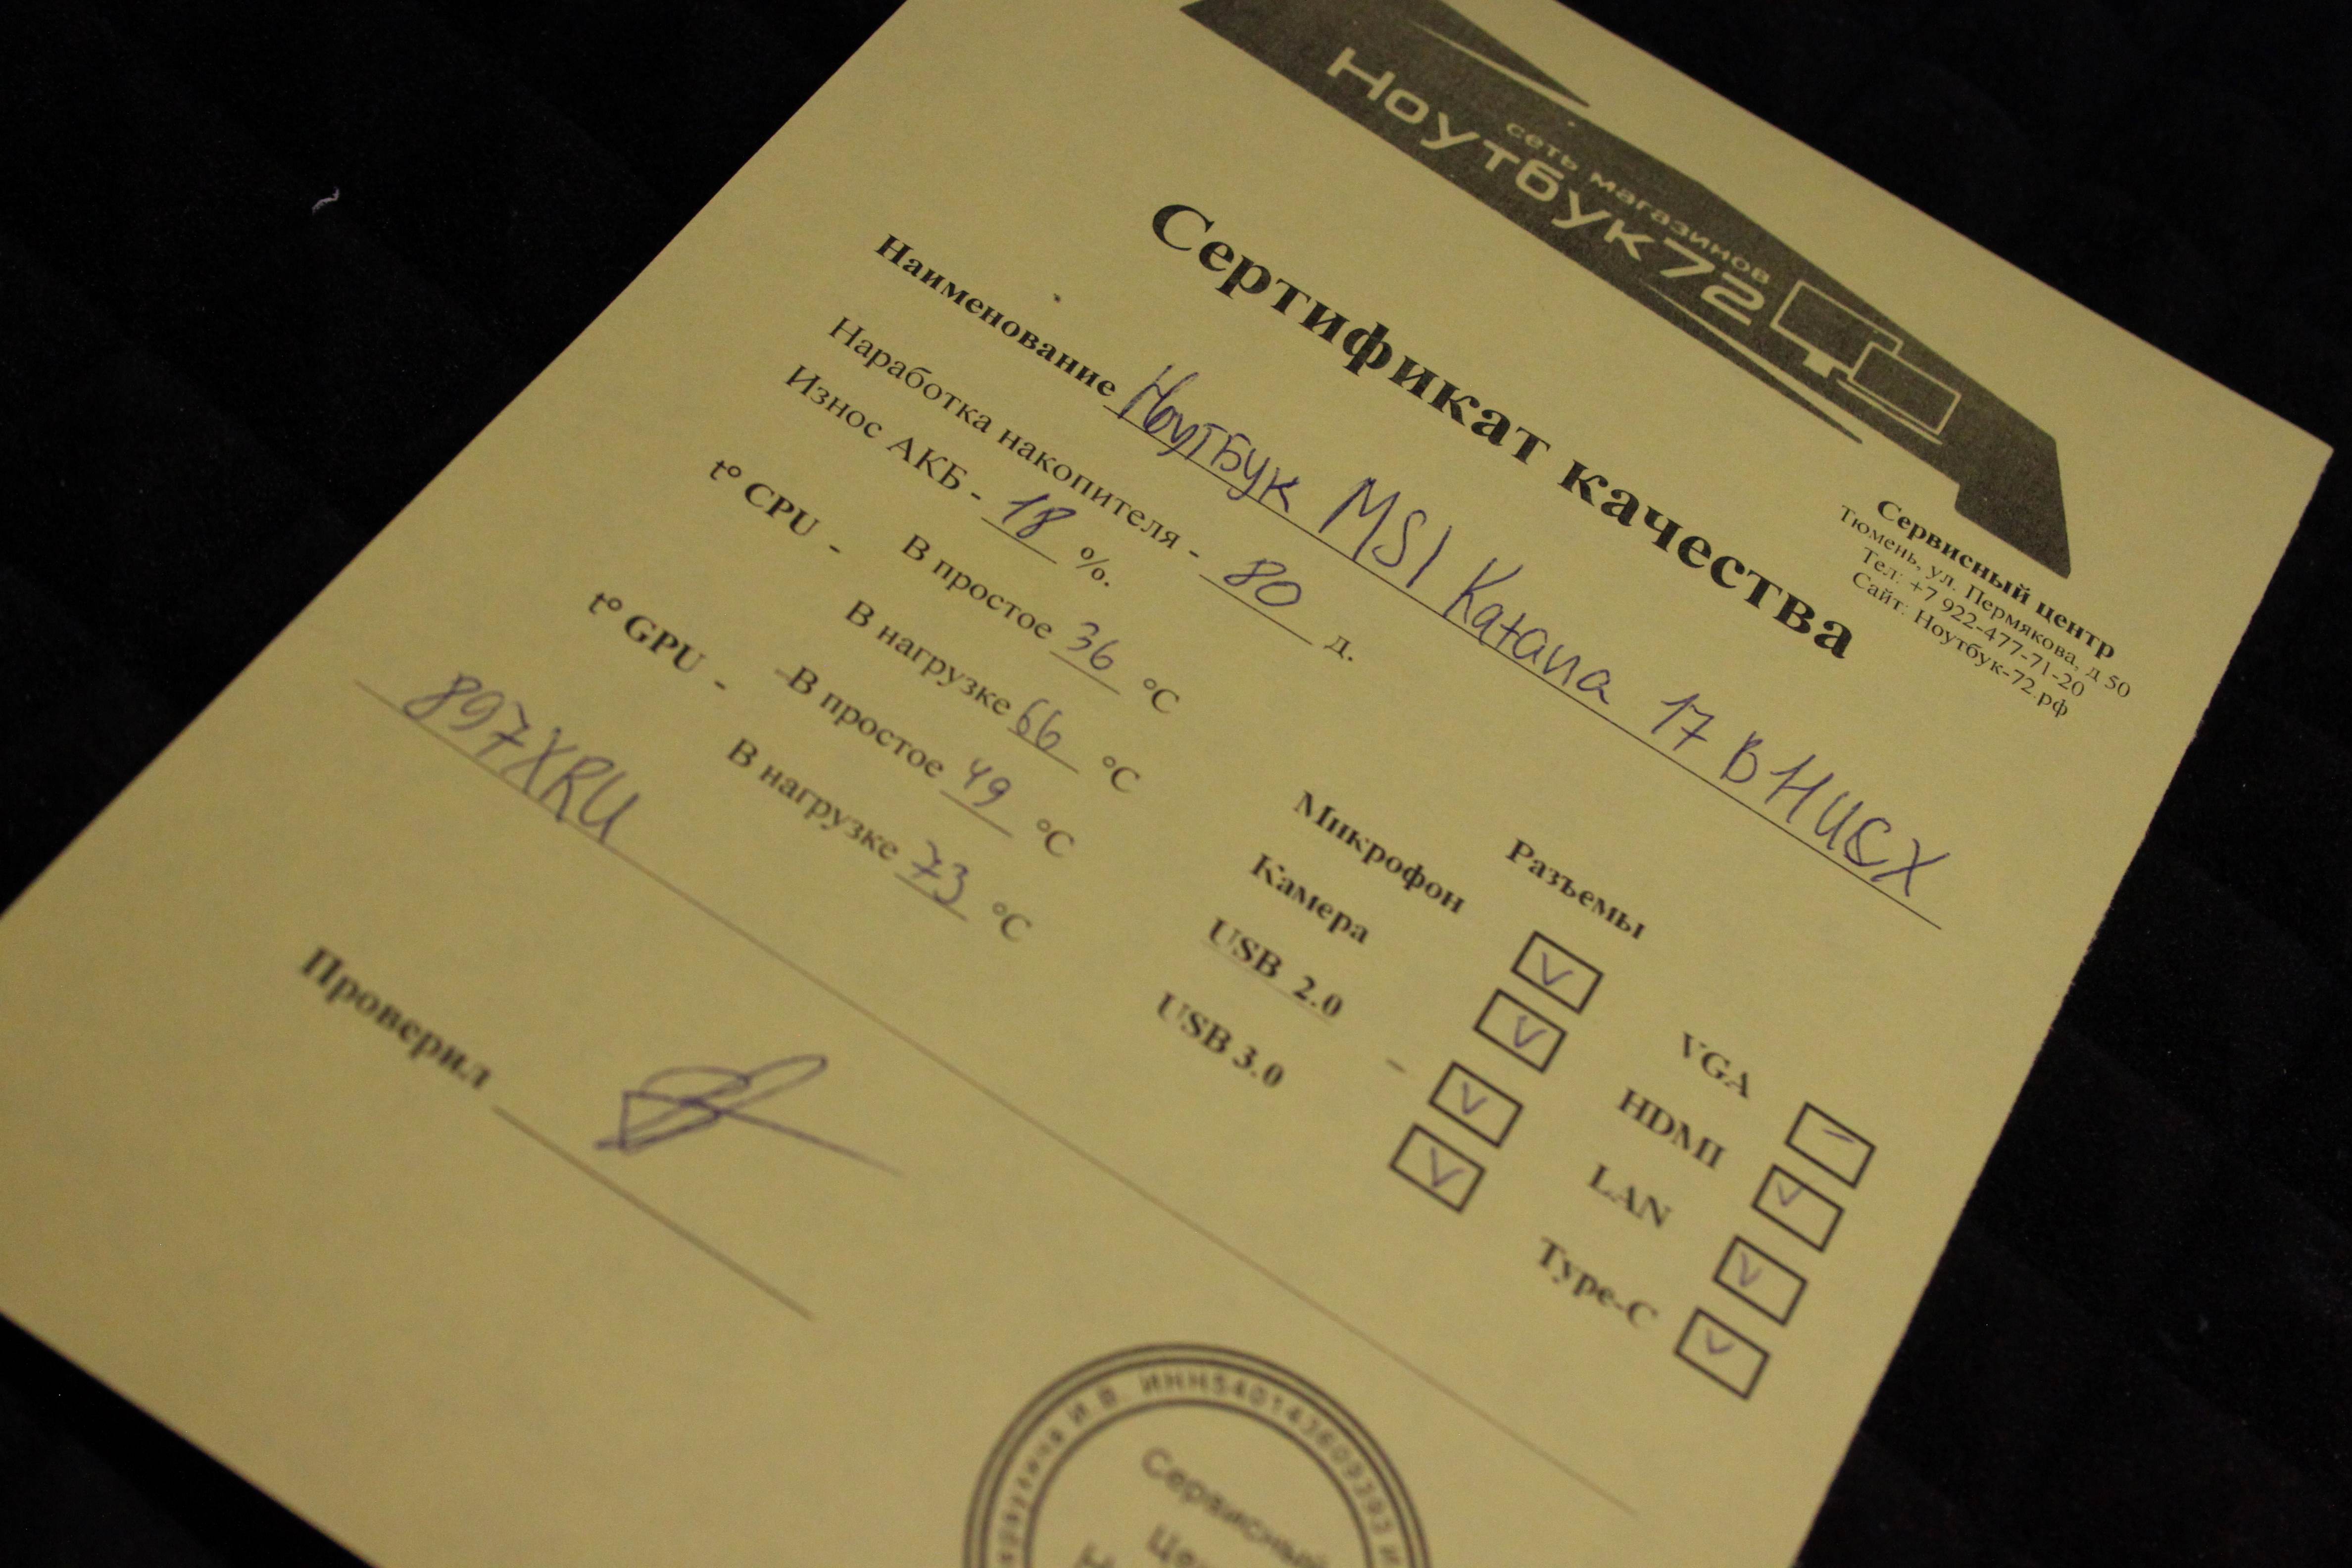 сеть магазинов
Ноутбук72
Сервисный центр
Тюмень, ул. Пермякова, д 50
Тел: +7 922-477-71-20
Сайт: Ноутбук-72.рф
Сертификат качества
Наименование Ноутбук MSI Katana 17 B HUCX
Наработка накопителя - 80 д.
Износ АКБ - 18 %.
t° CPU - В простое 36 °C
В нагрузке 66 °C
t° GPU - В простое 49 °C
В нагрузке 73 °C
897XRU
Разъемы
Микрофон
Камера
USB 2.0
USB 3.0
VGA
HDMI
LAN
Type-C
Проверил
И.В. ИНН540143609393
Сервисный